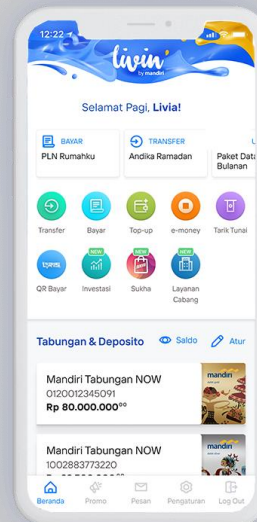 12:22
livin'
by mandiri
Selamat Pagi, Livia!
BAYAR
PLN Rumahku
TRANSFER
Andika Ramadan
Paket Data
Bulanan
Transfer
Bayar
Top-up
e-money
Tarik Tunai
NEW
NEW
NEW
QR Bayar
Investasi
Sukha
Layanan
Cabang
Tabungan & Deposito
Saldo
Atur
Mandiri Tabungan NOW
0120012345091
Rp 80.000.000⁰⁰
mandiri
Mandiri Tabungan NOW
1002883773220
mandiri
Beranda
Promo
Pesan
Pengaturan
Log Out